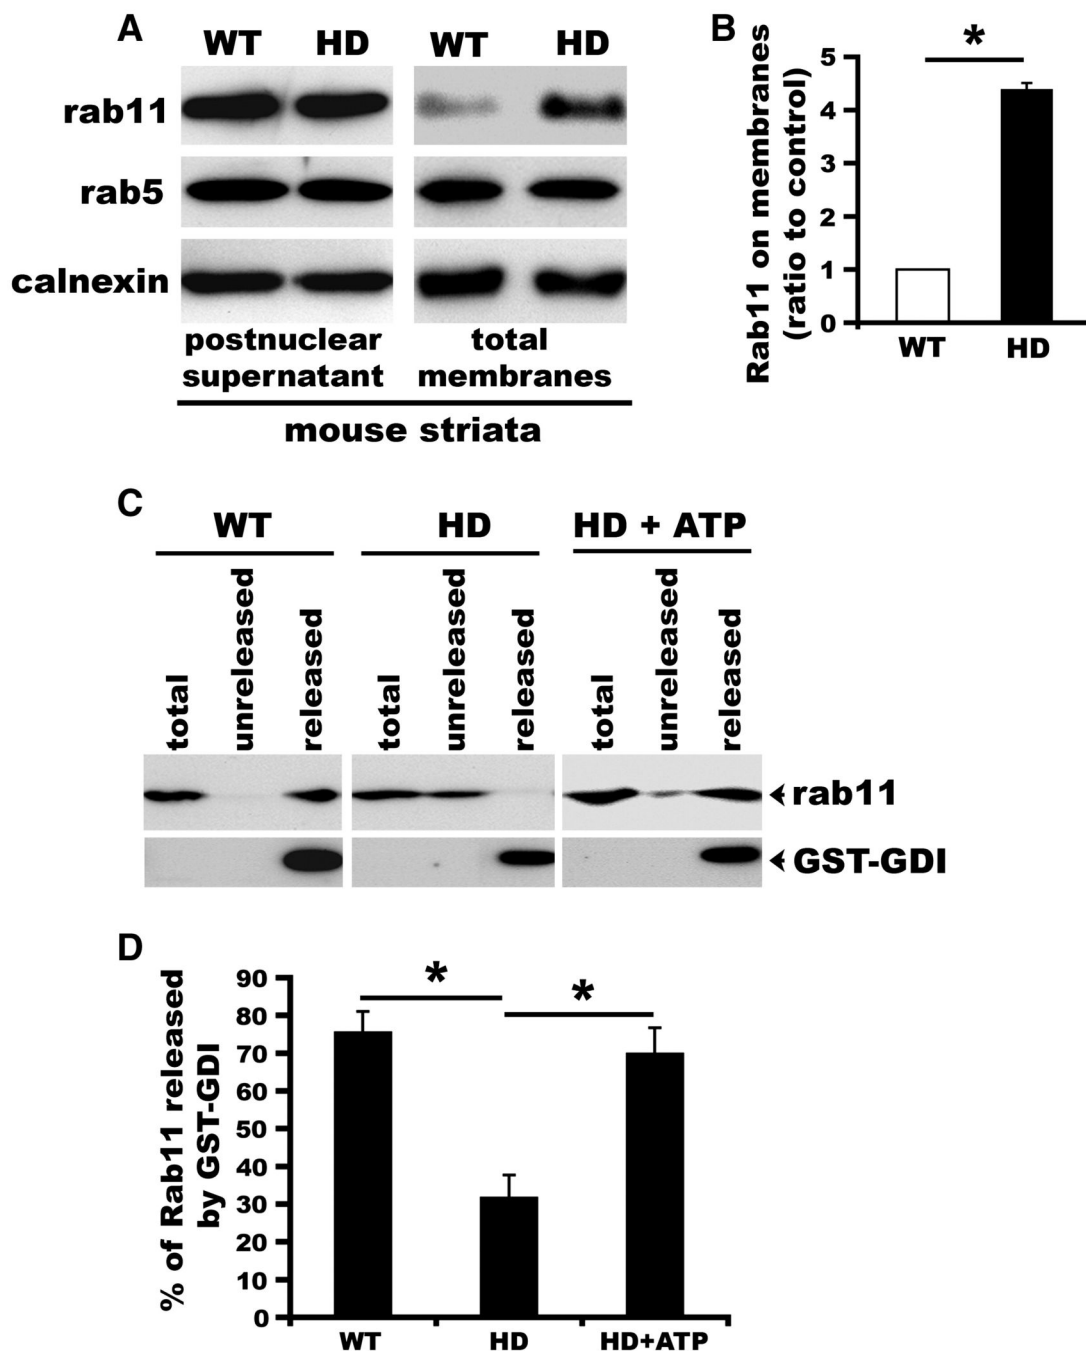 A
WT HD WT HD
rab11
rab5
calnexin
postnuclear supernatant
total membranes
mouse striata
B
*
Rab11 on membranes
(ratio to control)
5
4
3
2
1
0
WT HD
C
WT HD HD + ATP
total unreleased released total unreleased released total unreleased released
rab11
GST-GDI
D
* *
% of Rab11 released
by GST-GDI
90
80
70
60
50
40
30
20
10
0
WT HD HD+ATP